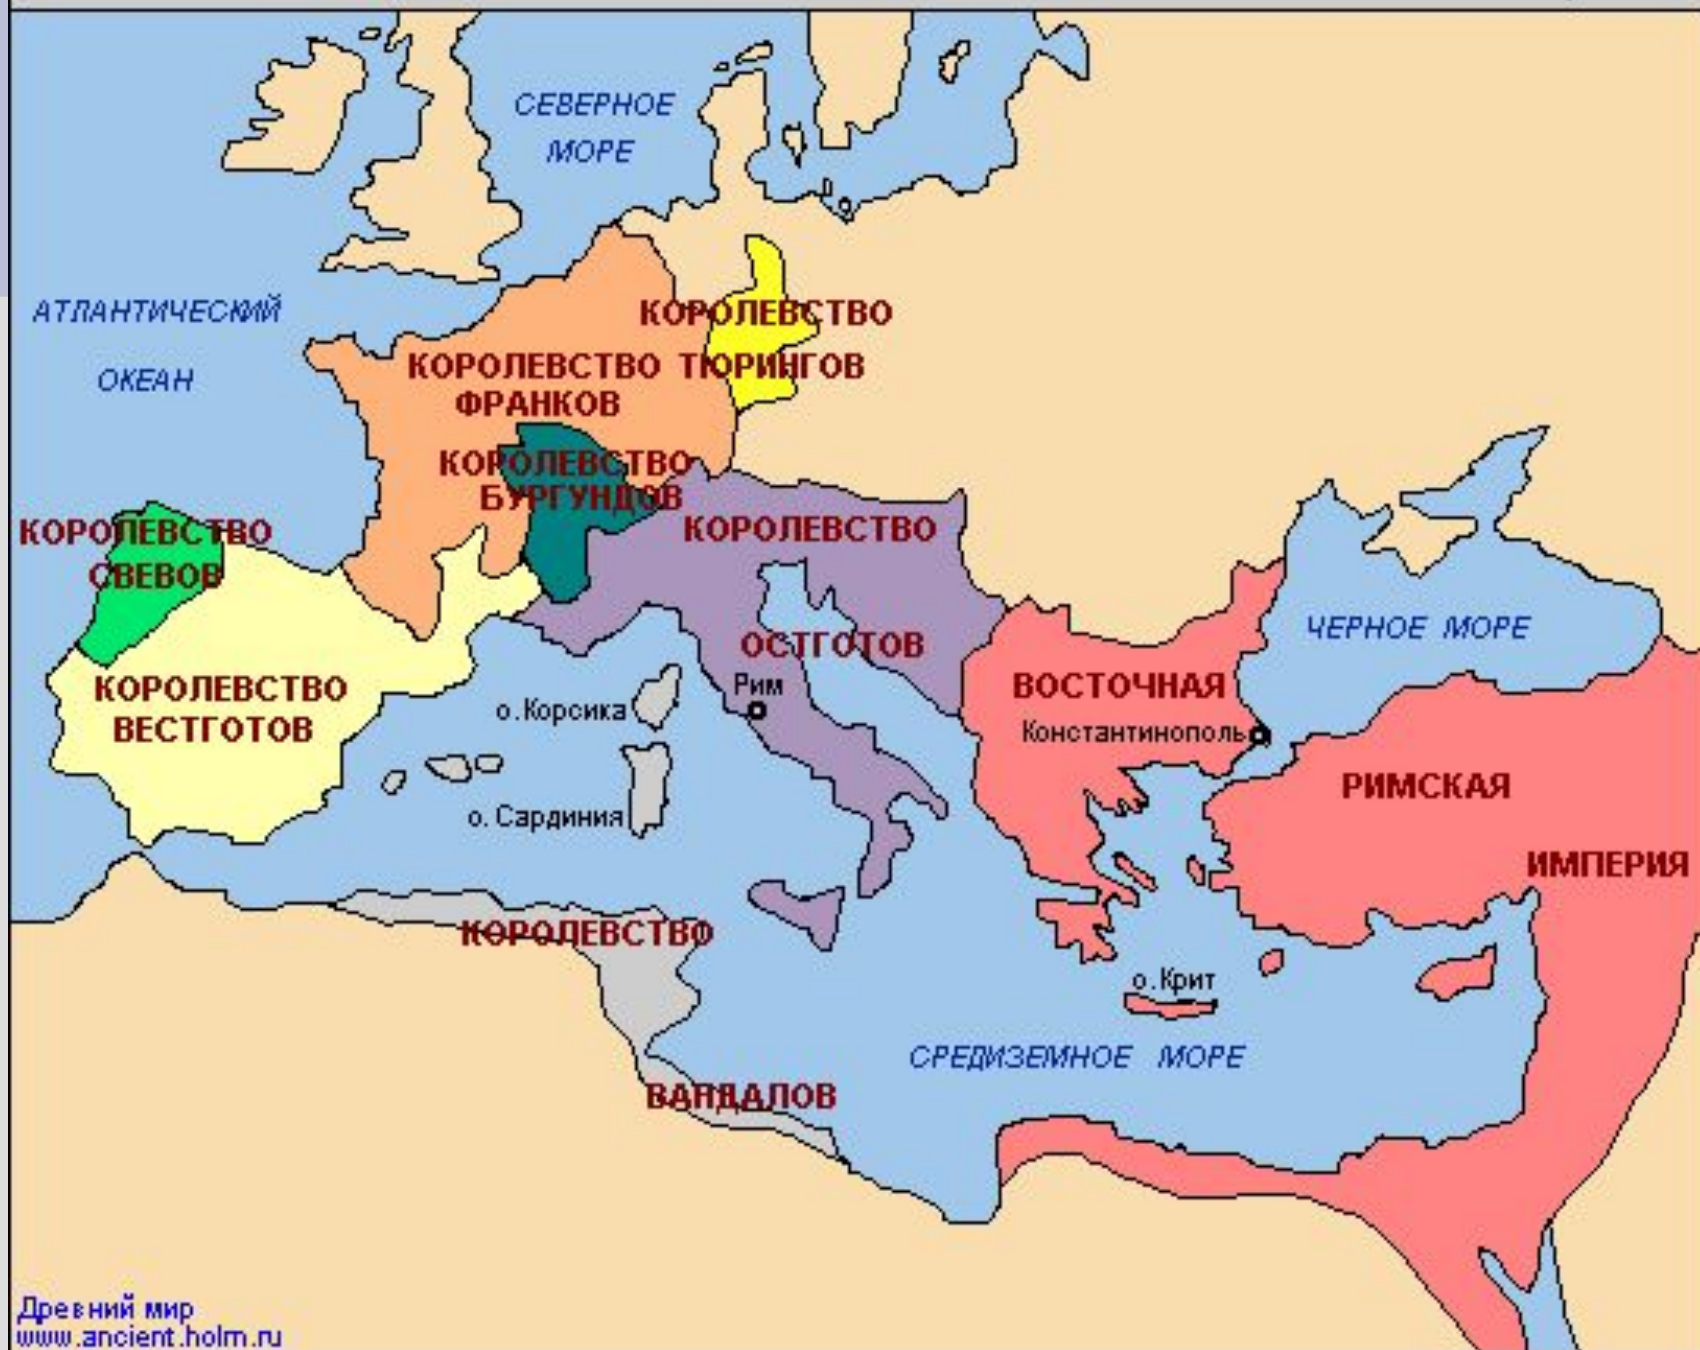 СЕВЕРНОЕ
МОРЕ
АТЛАНТИЧЕСКИЙ
ОКЕАН
КОРОЛЕВСТВО
ТЮРИНГОВ
КОРОЛЕВСТВО
ФРАНКОВ
КОРОЛЕВСТВО
БУРГУНДОВ
КОРОЛЕВСТВО
СВЕВОВ
КОРОЛЕВСТВО
ОСТГОТОВ
ЧЕРНОЕ МОРЕ
КОРОЛЕВСТВО
ВЕСТГОТОВ
Рим
о.Корсика
ВОСТОЧНАЯ
Константинополь
РИМСКАЯ
ИМПЕРИЯ
о. Сардиния
КОРОЛЕВСТВО
ВАНДАЛОВ
о.Крит
СРЕДИЗЕМНОЕ МОРЕ
Древний мир
www.ancient.holm.ru